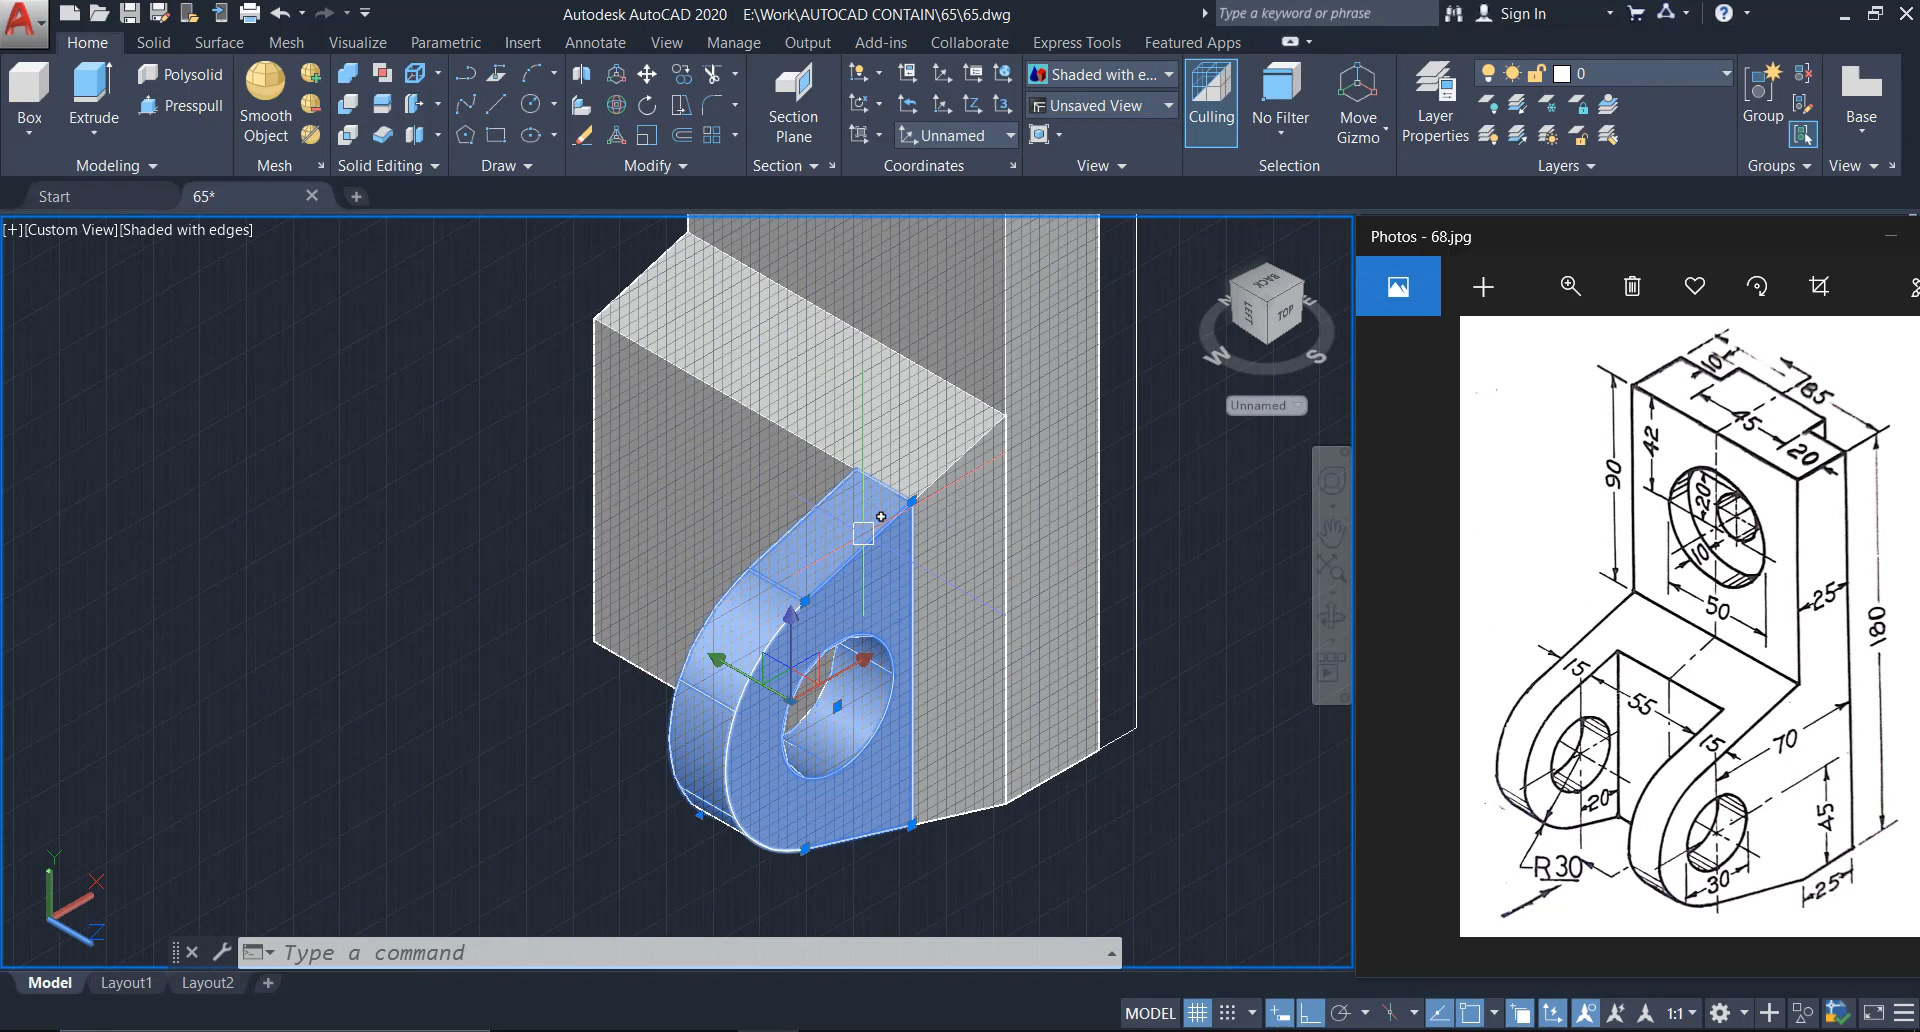 Autodesk AutoCAD 2020 E:\Work\AUTOCAD CONTAIN\65\65.dwg
Type a keyword or phrase
Sign In
Home Solid Surface Mesh Visualize Parametric Insert Annotate View Manage Output Add-ins Collaborate Express Tools Featured Apps
Polysolid
Presspull
Box
Extrude
Smooth
Object
Section
Plane
Unnamed
Shaded with e...
Unsaved View
Culling
No Filter
Move
Gizmo
Layer
Properties
0
Group
Base
Modeling
Mesh
Solid Editing
Draw
Modify
Section
Coordinates
View
Selection
Layers
Groups
View
Start
65*
[+][Custom View][Shaded with edges]
BACK
LEFT
TOP
N
E
W
S
Unnamed
Photos - 68.jpg
10
85
45
20
42
90
20
10
50
25
180
15
55
15
70
20
45
R30
30
25
Y
X
Z
Type a command
Model
Layout1
Layout2
MODEL
1:1